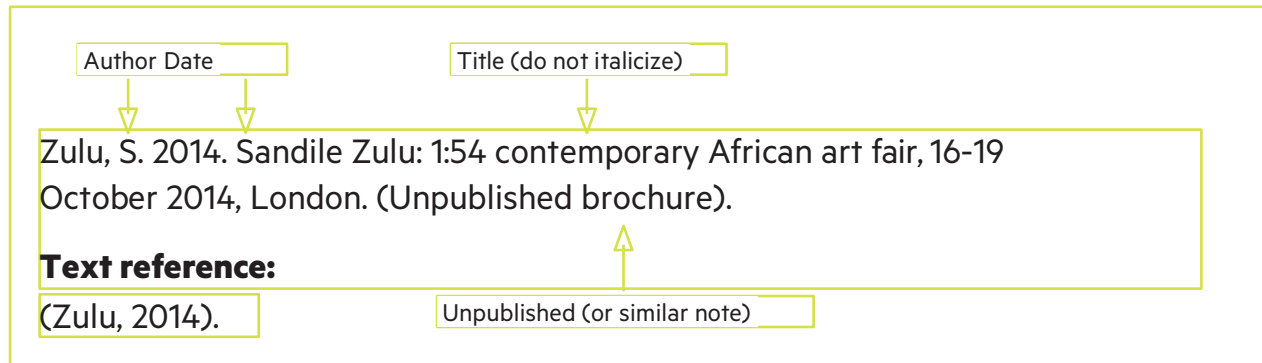 Author Date
Title (do not italicize)
Zulu, S. 2014. Sandile Zulu: 1:54 contemporary African art fair, 16-19
October 2014, London. (Unpublished brochure).
Text reference:
(Zulu, 2014).
Unpublished (or similar note)